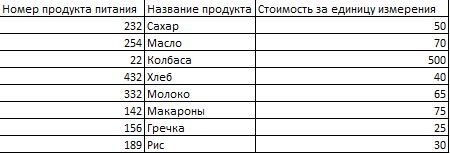 Номер продукта питания Название продукта Стоимость за единицу измерения
232 Сахар 50
254 Масло 70
22 Колбаса 500
432 Хлеб 40
332 Молоко 65
142 Макароны 75
156 Гречка 25
189 Рис 30